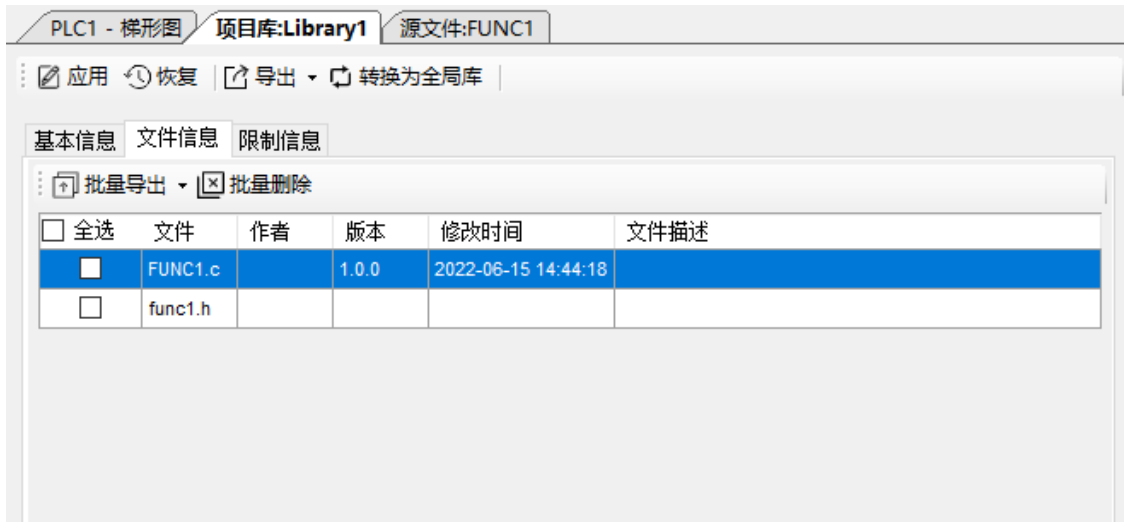 PLC1 - 梯形图 项目库:Library1 源文件:FUNC1
应用 恢复 导出 转换为全局库
基本信息 文件信息 限制信息
批量导出 批量删除
全选 文件 作者 版本 修改时间 文件描述
FUNC1.c 1.0.0 2022-06-15 14:44:18
func1.h